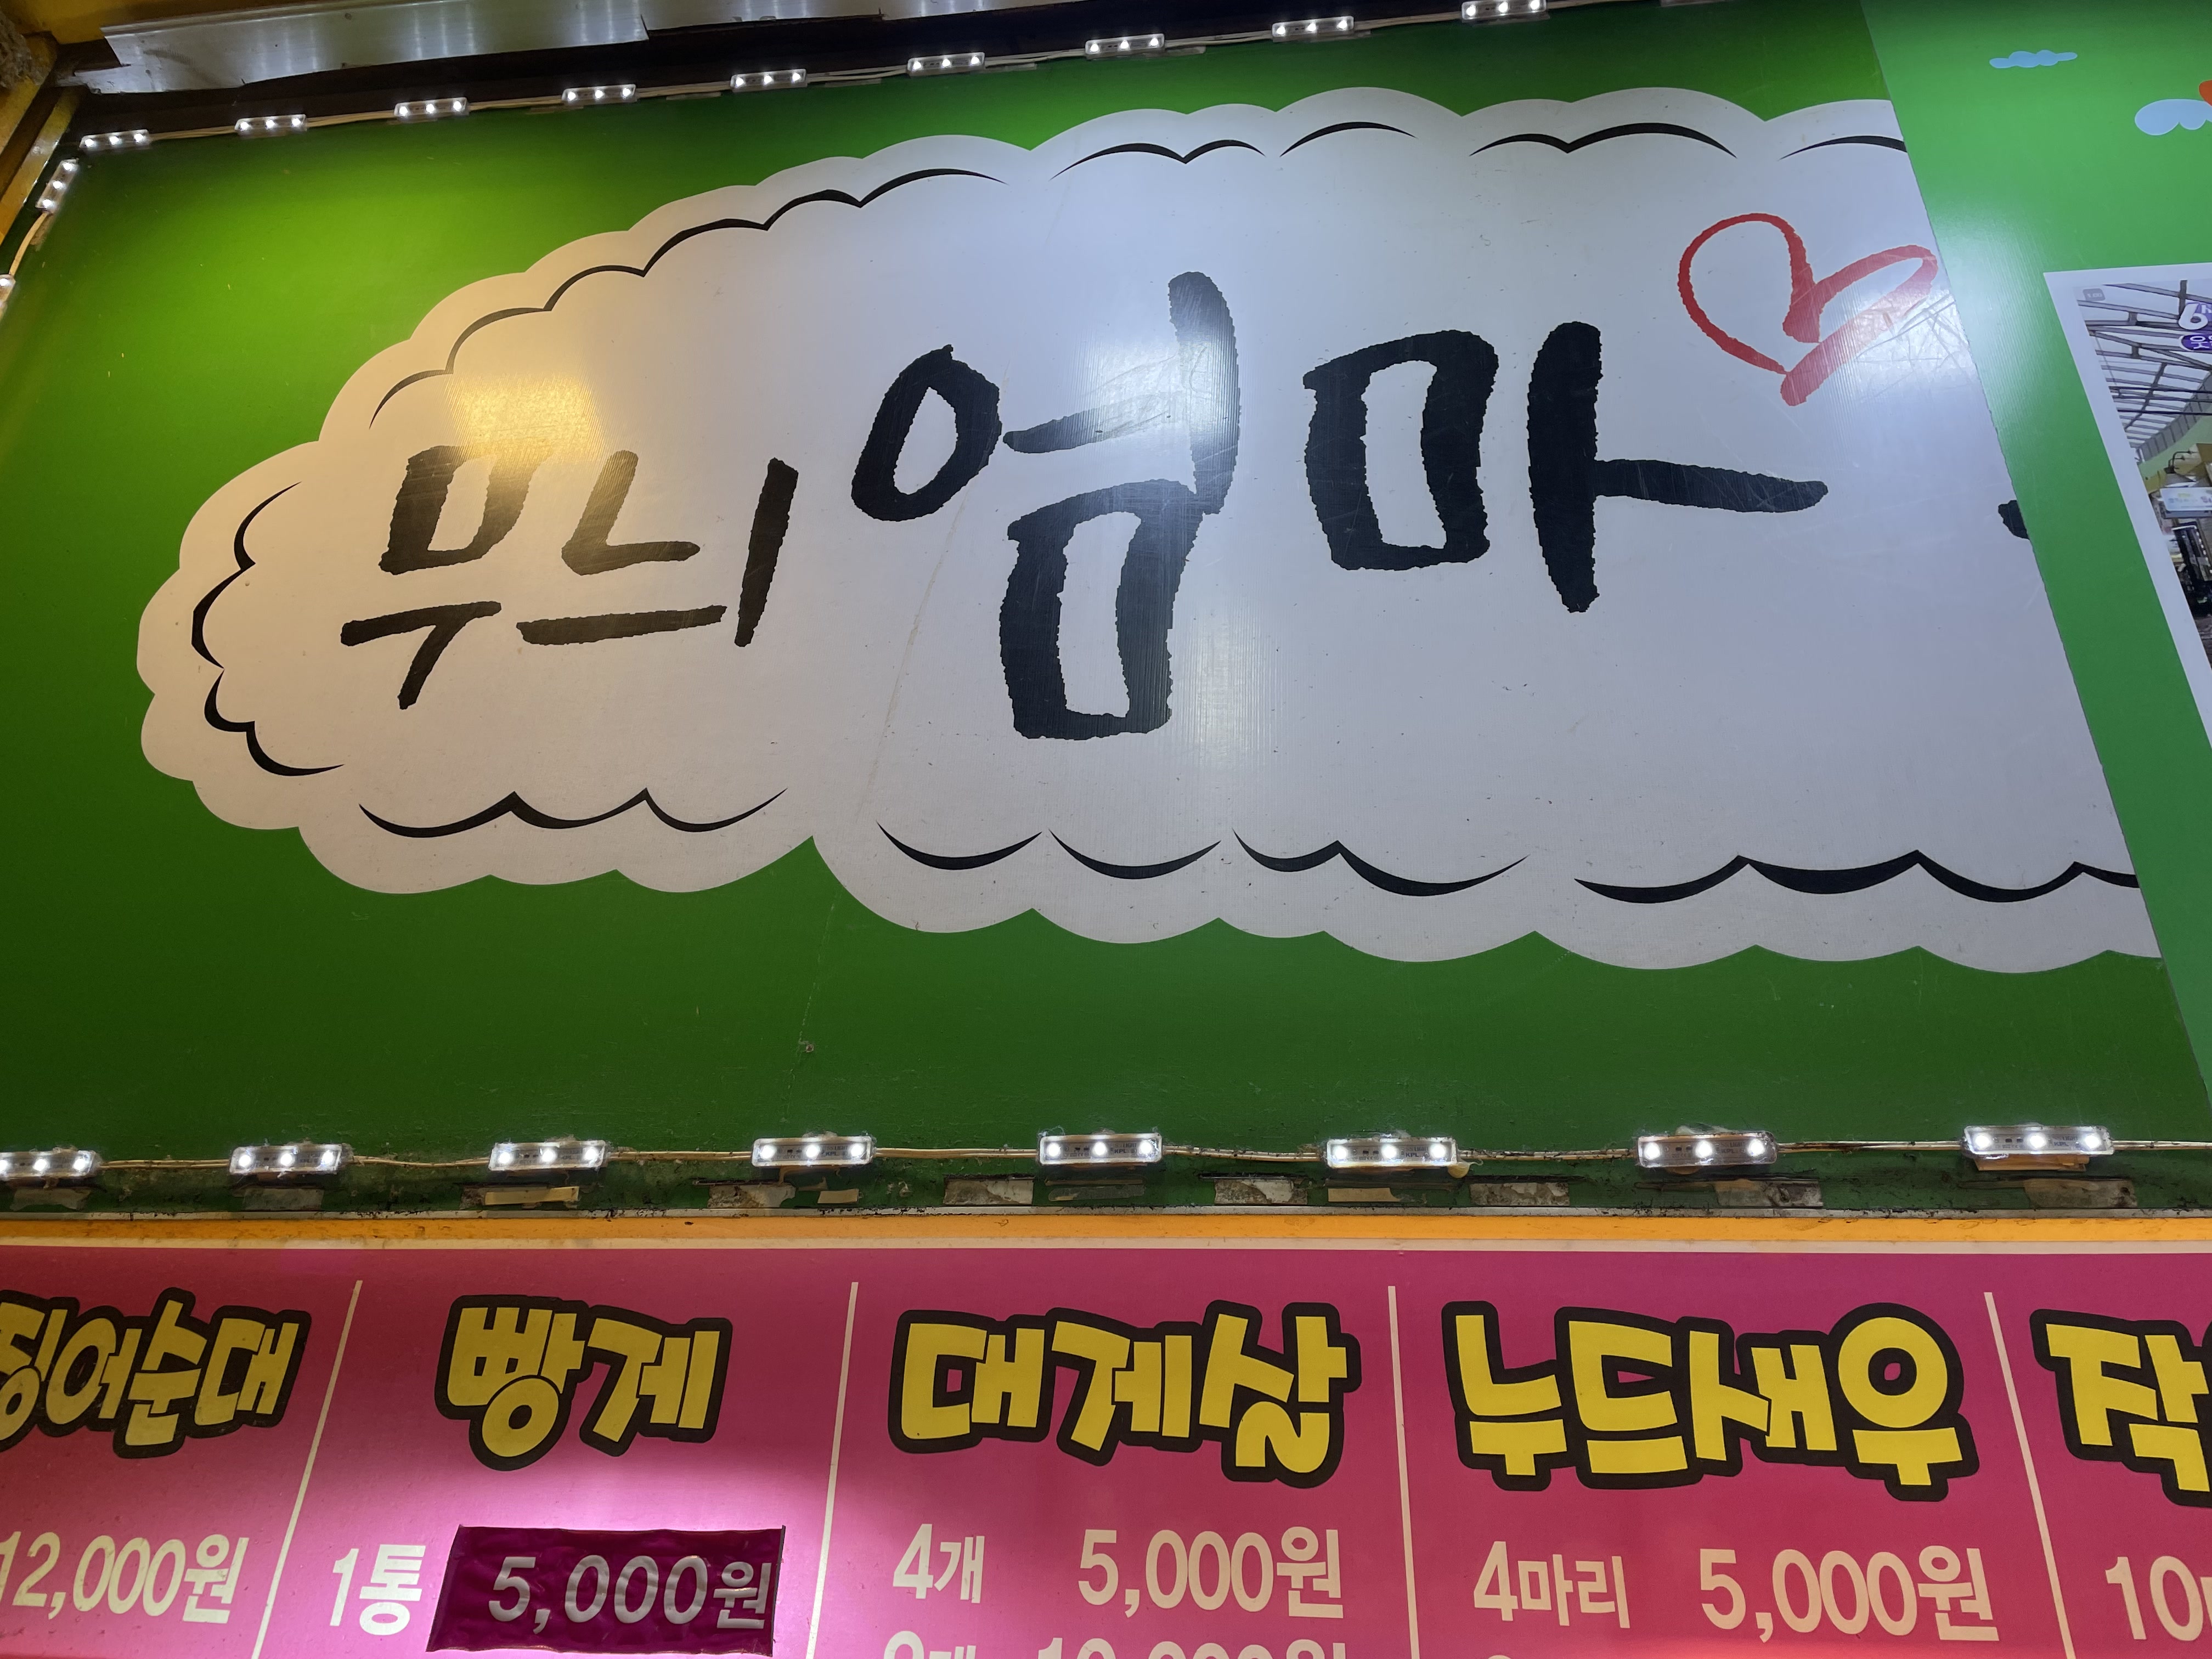 무늬 엄마
징어순대
12,000원
빵게
1통 5,000원
대게살
4개 5,000원
누드새우
4마리 5,000원
작
10